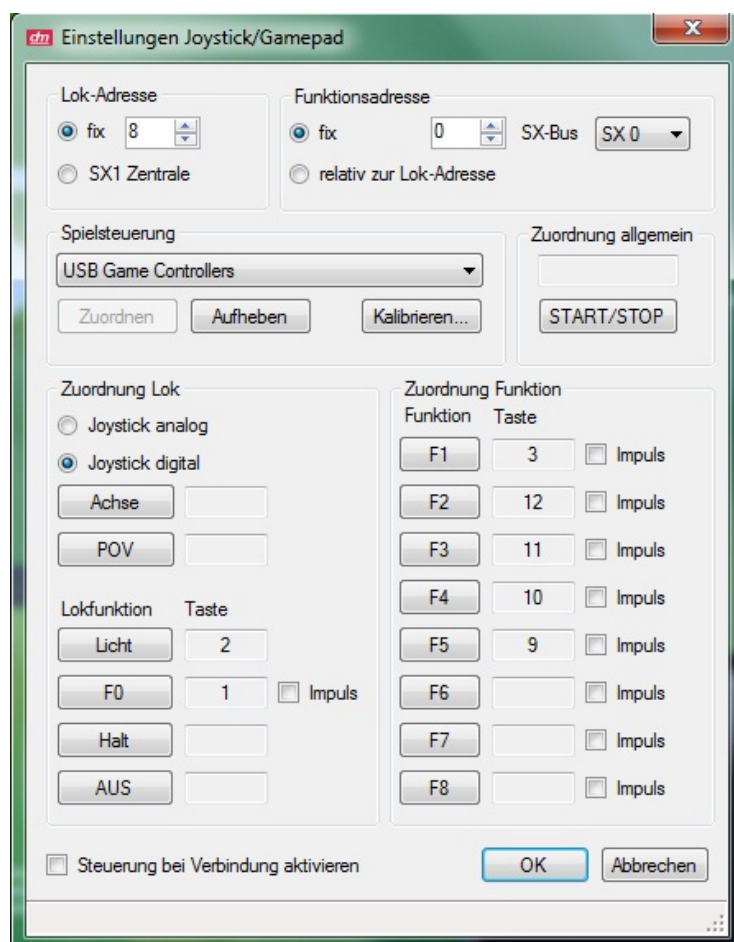 dn Einstellungen Joystick/Gamepad
Lok-Adresse
fix 8
SX1 Zentrale
Funktionsadresse
fix 0 SX-Bus SX 0
relativ zur Lok-Adresse
Spielsteuerung
USB Game Controllers
Zuordnen Aufheben Kalibrieren...
Zuordnung allgemein
START/STOP
Zuordnung Lok
Joystick analog
Joystick digital
Achse
POV
Lokfunktion Taste
Licht 2
F0 1 Impuls
Halt
AUS
Zuordnung Funktion
Funktion Taste
F1 3 Impuls
F2 12 Impuls
F3 11 Impuls
F4 10 Impuls
F5 9 Impuls
F6 Impuls
F7 Impuls
F8 Impuls
Steuerung bei Verbindung aktivieren
OK Abbrechen